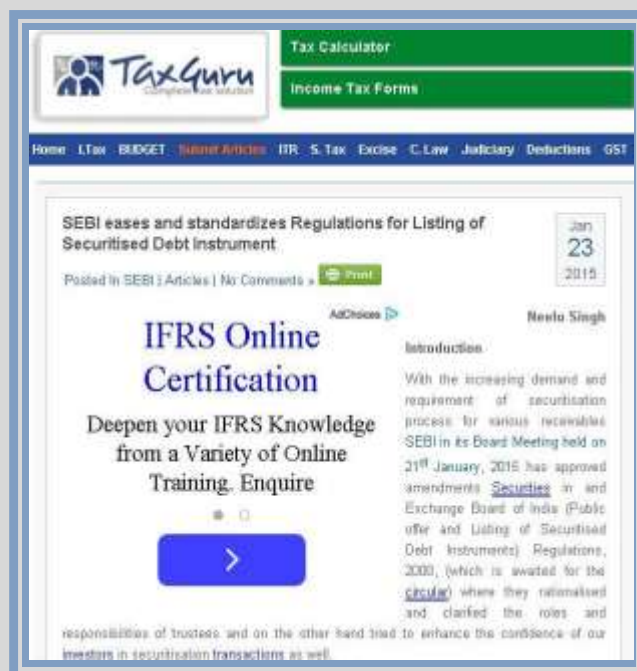 TaxGuru
Complete Tax Solution
Tax Calculator
Income Tax Forms
Home I.Tax BUDGET Submit Articles ITR S. Tax Excise C.Law Judiciary Deductions GST
SEBI eases and standardizes Regulations for Listing of
Securitised Debt Instrument
Jan
23
2015
Posted In SEBI | Articles | No Comments » Print
AdChoices
IFRS Online
Certification
Deepen your IFRS Knowledge
from a Variety of Online
Training. Enquire
Neelu Singh
Introduction
With the increasing demand and
requirement of securitisation
process for various receivables
SEBI in its Board Meeting held on
21st January, 2015 has approved
amendments Securities in and
Exchange Board of India (Public
offer and Listing of Securitised
Debt Instruments) Regulations,
(which is awaited for the
circular) where they rationalised
and clarified the roles and
responsibilities of trustees and on the other hand tried to enhance the confidence of our
investors in securitisation transactions as well.